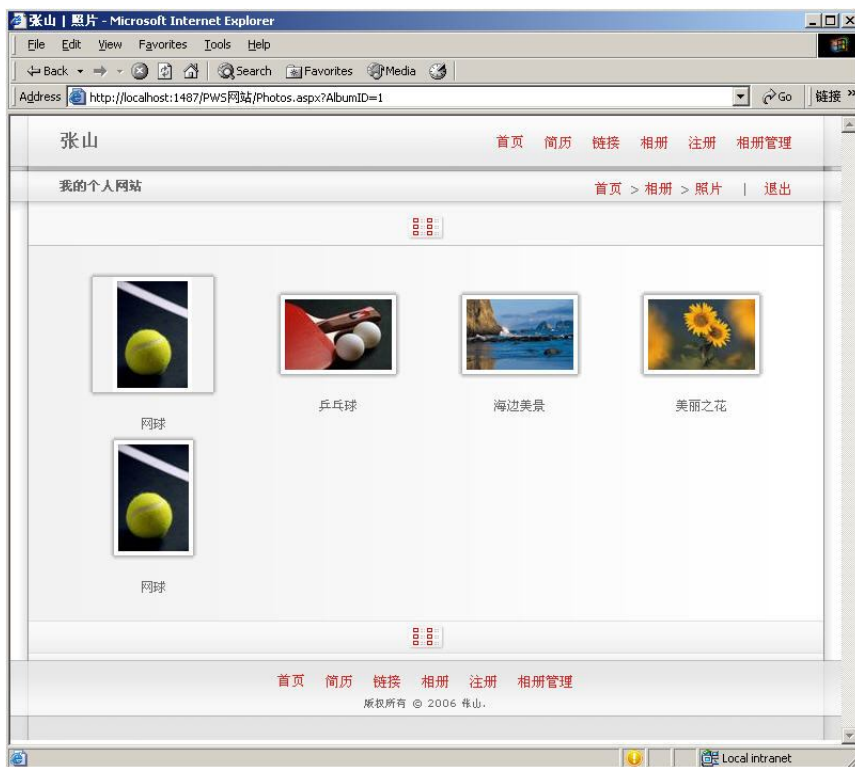 张山 | 照片 - Microsoft Internet Explorer
File Edit View Favorites Tools Help
Back Search Favorites Media
Address http://localhost:1487/PWS网站/Photos.aspx?AlbumID=1 Go 链接 »
张山 首页 简历 链接 相册 注册 相册管理
我的个人网站 首页 > 相册 > 照片 | 退出
网球 乒乓球 海边美景 美丽之花
网球
首页 简历 链接 相册 注册 相册管理
版权所有 © 2006 张山.
Local intranet